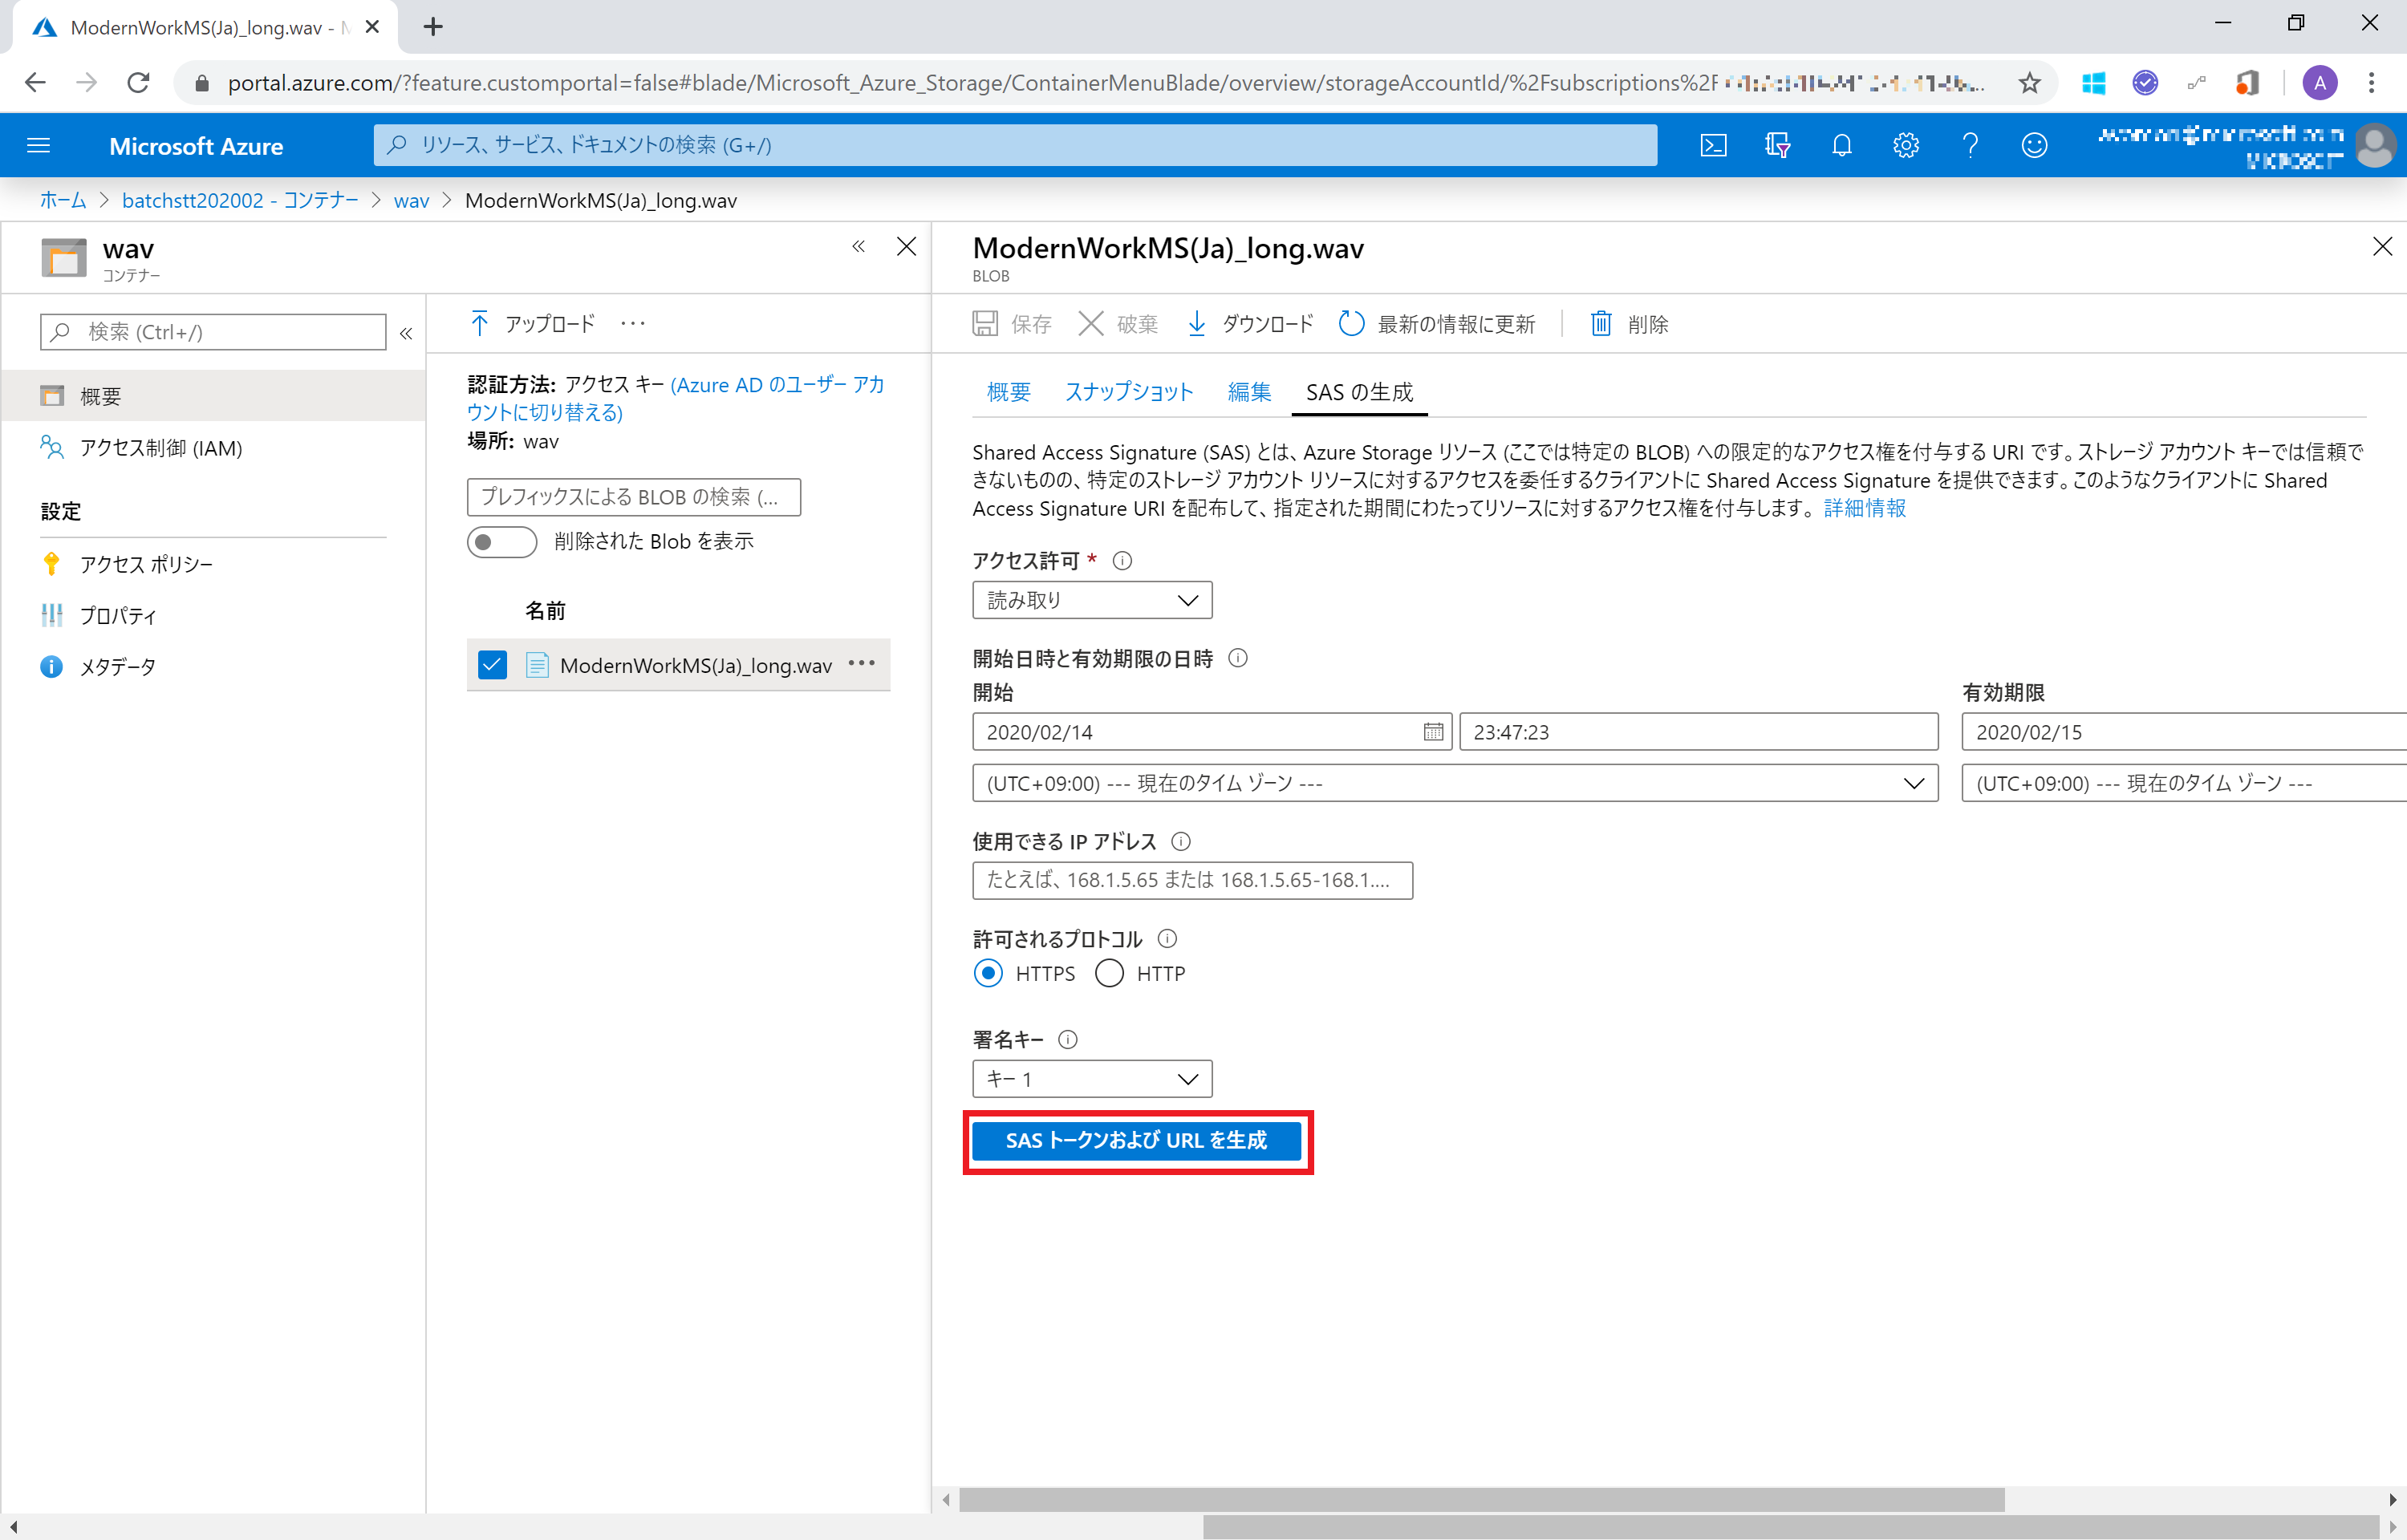 ModernWorkMS(Ja)_long.wav -
portal.azure.com/?feature.customportal=false#blade/Microsoft_Azure_Storage/ContainerMenuBlade/overview/storageAccountId/%2Fsubscriptions%2F
A
Microsoft Azure
リソース、サービス、ドキュメントの検索 (G+/)
ホーム > batchstt202002 - コンテナー > wav > ModernWorkMS(Ja)_long.wav
wav
コンテナー
検索 (Ctrl+/)
概要
アクセス制御 (IAM)
設定
アクセス ポリシー
プロパティ
メタデータ
アップロード
認証方法: アクセス キー (Azure AD のユーザー アカ
ウントに切り替える)
場所: wav
プレフィックスによる BLOB の検索 (...
削除された Blob を表示
名前
ModernWorkMS(Ja)_long.wav
ModernWorkMS(Ja)_long.wav
BLOB
保存 破棄 ダウンロード 最新の情報に更新 削除
概要 スナップショット 編集 SAS の生成
Shared Access Signature (SAS) とは、Azure Storage リソース (ここでは特定の BLOB) への限定的なアクセス権を付与する URI です。ストレージ アカウント キーでは信頼で
きないものの、特定のストレージ アカウント リソースに対するアクセスを委任するクライアントに Shared Access Signature を提供できます。このようなクライアントに Shared
Access Signature URI を配布して、指定された期間にわたってリソースに対するアクセス権を付与します。 詳細情報
アクセス許可 *
読み取り
開始日時と有効期限の日時
開始 有効期限
2020/02/14 23:47:23 2020/02/15
(UTC+09:00) --- 現在のタイム ゾーン --- (UTC+09:00) --- 現在のタイム ゾーン ---
使用できる IP アドレス
たとえば、168.1.5.65 または 168.1.5.65-168.1....
許可されるプロトコル
HTTPS HTTP
署名キー
キー 1
SAS トークンおよび URL を生成